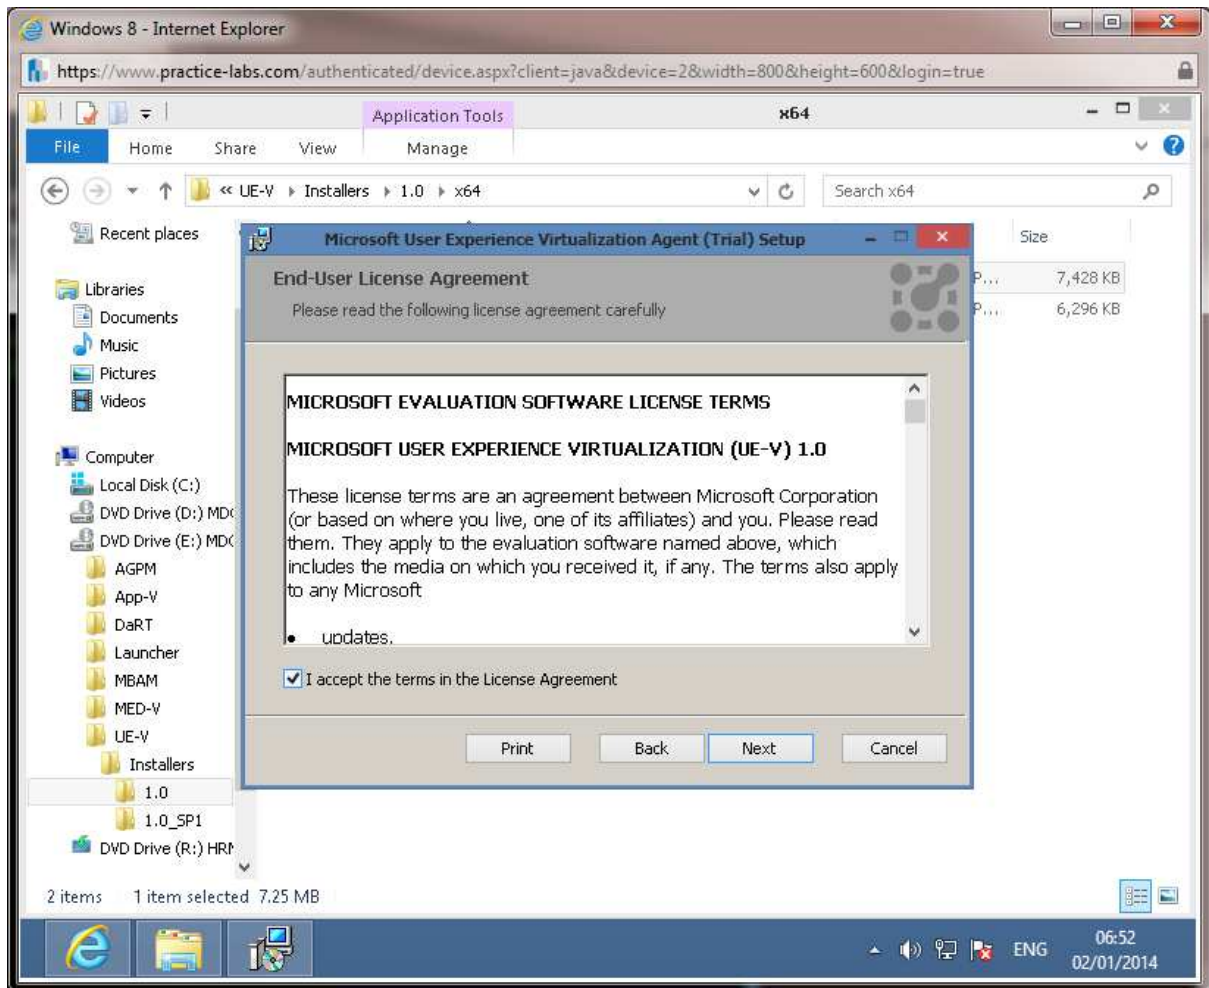 Windows 8 - Internet Explorer
https://www.practice-labs.com/authenticated/device.aspx?client=java&device=2&width=800&height=600&login=true
Application Tools
x64
File Home Share View Manage
« UE-V Installers 1.0 x64
Search x64
Recent places
Size
Microsoft User Experience Virtualization Agent (Trial) Setup
End-User License Agreement
Please read the following license agreement carefully
P... 7,428 KB
P... 6,296 KB
Libraries
Documents
Music
Pictures
Videos
MICROSOFT EVALUATION SOFTWARE LICENSE TERMS
MICROSOFT USER EXPERIENCE VIRTUALIZATION (UE-V) 1.0
These license terms are an agreement between Microsoft Corporation
(or based on where you live, one of its affiliates) and you. Please read
them. They apply to the evaluation software named above, which
includes the media on which you received it, if any. The terms also apply
to any Microsoft
• updates,
I accept the terms in the License Agreement
Print Back Next Cancel
Computer
Local Disk (C:)
DVD Drive (D:)
DVD Drive (E:)
AGPM
App-V
DaRT
Launcher
MBAM
MED-V
UE-V
Installers
1.0
1.0_SP1
DVD Drive (R:)
2 items 1 item selected 7.25 MB
ENG
06:52
02/01/2014